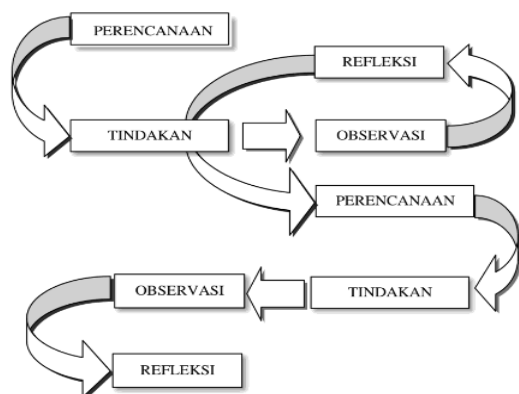 PERENCANAAN
REFLEKSI
TINDAKAN
OBSERVASI
PERENCANAAN
OBSERVASI
TINDAKAN
REFLEKSI